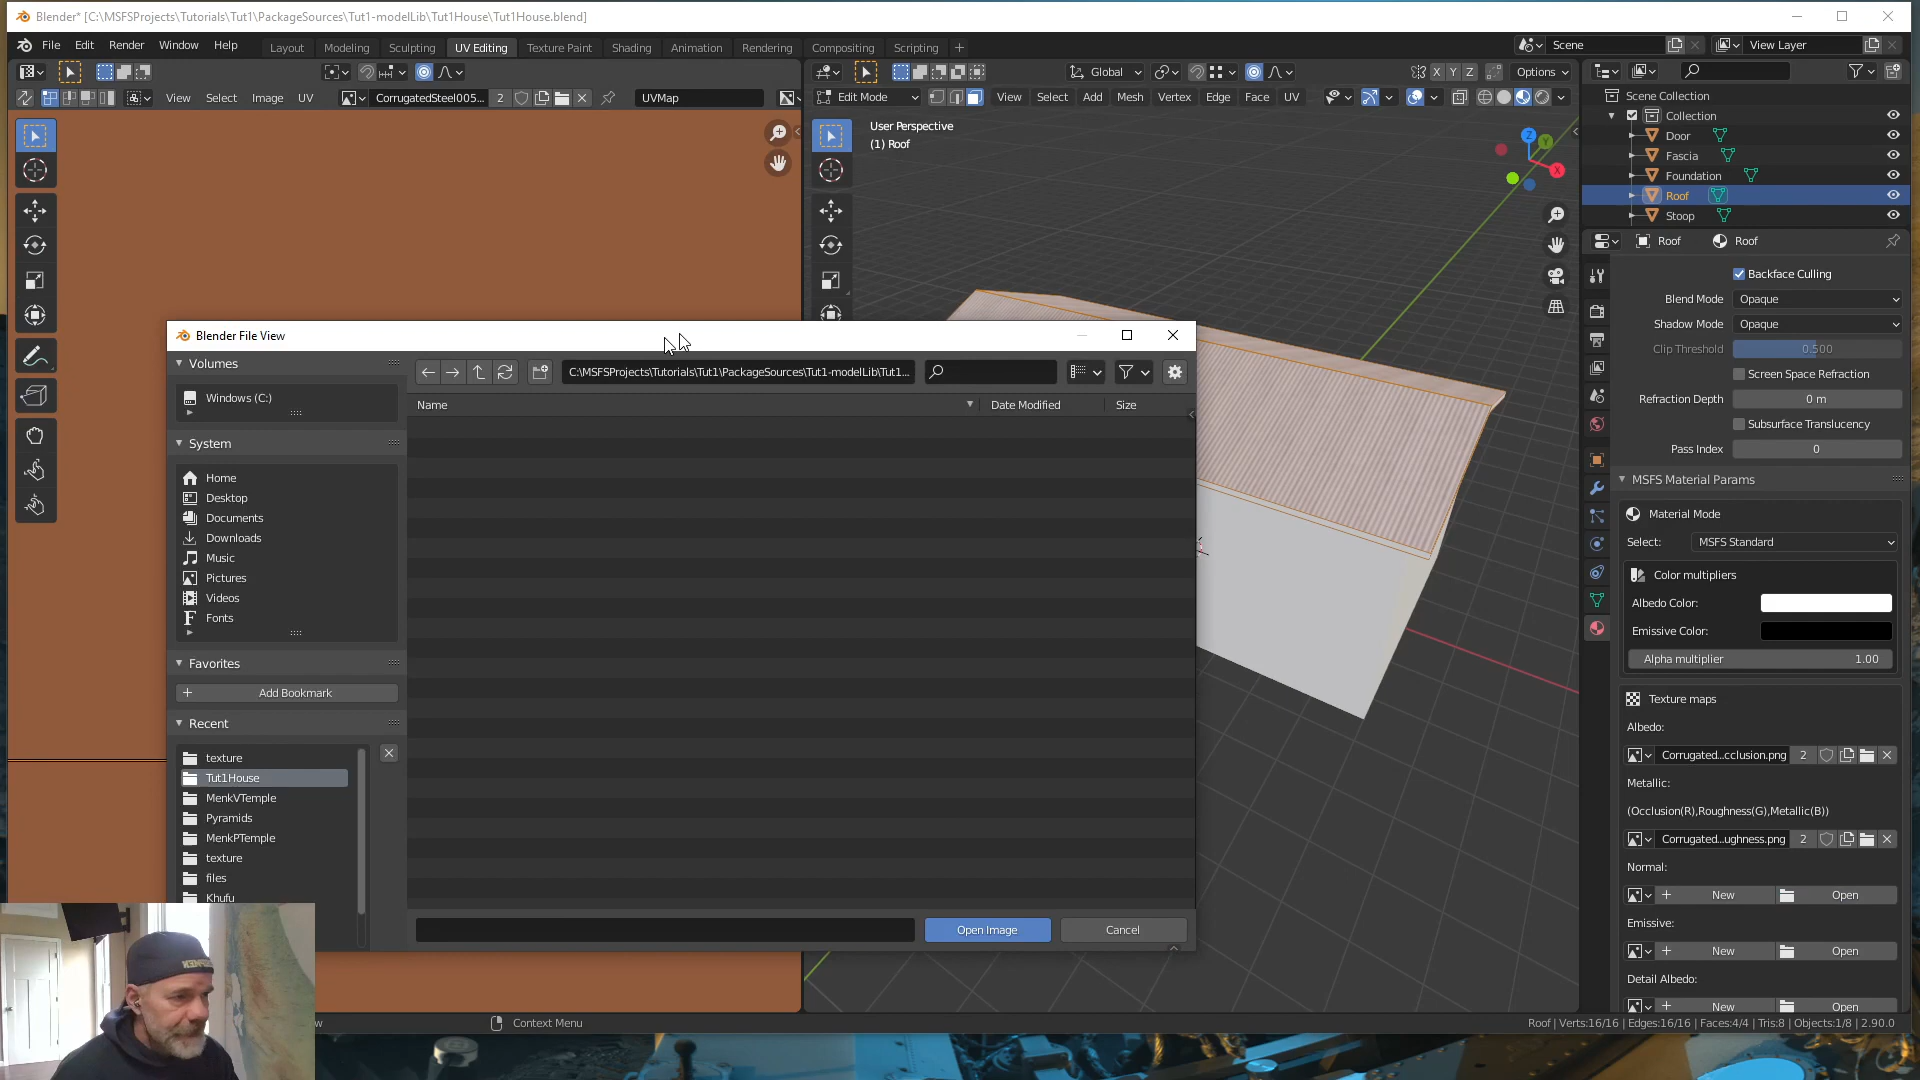 Blender* [C:\MSFSProjects\Tutorials\Tut1\PackageSources\Tut1-modelLib\Tut1House\Tut1House.blend]
File Edit Render Window Help Layout Modeling Sculpting UV Editing Texture Paint Shading Animation Rendering Compositing Scripting + Scene View Layer
Global X Y Z Options
View Select Image UV CorrugatedSteel005... 2 UVMap Edit Mode View Select Add Mesh Vertex Edge Face UV
Scene Collection
Collection
Door
Fascia
Foundation
Roof
Stoop
User Perspective
(1) Roof
Z Y X
Roof Roof
Backface Culling
Blend Mode Opaque
Shadow Mode Opaque
Clip Threshold 0.500
Screen Space Refraction
Refraction Depth 0 m
Subsurface Translucency
Pass Index 0
MSFS Material Params
Material Mode
Select: MSFS Standard
Color multipliers
Albedo Color:
Emissive Color:
Alpha multiplier 1.00
Texture maps
Albedo:
Corrugated...cclusion.png 2
Metallic:
(Occlusion(R),Roughness(G),Metallic(B))
Corrugated...ughness.png 2
Normal:
New Open
Emissive:
New Open
Detail Albedo:
New Open
Blender File View
Volumes
Windows (C:)
System
Home
Desktop
Documents
Downloads
Music
Pictures
Videos
Fonts
Favorites
Add Bookmark
Recent
texture
Tut1House
MenkVTemple
Pyramids
MenkPTemple
texture
files
Khufu
C:\MSFSProjects\Tutorials\Tut1\PackageSources\Tut1-modelLib\Tut1...
Name Date Modified Size
Open Image Cancel
Context Menu
Roof | Verts:16/16 | Edges:16/16 | Faces:4/4 | Tris:8 | Objects:1/8 | 2.90.0